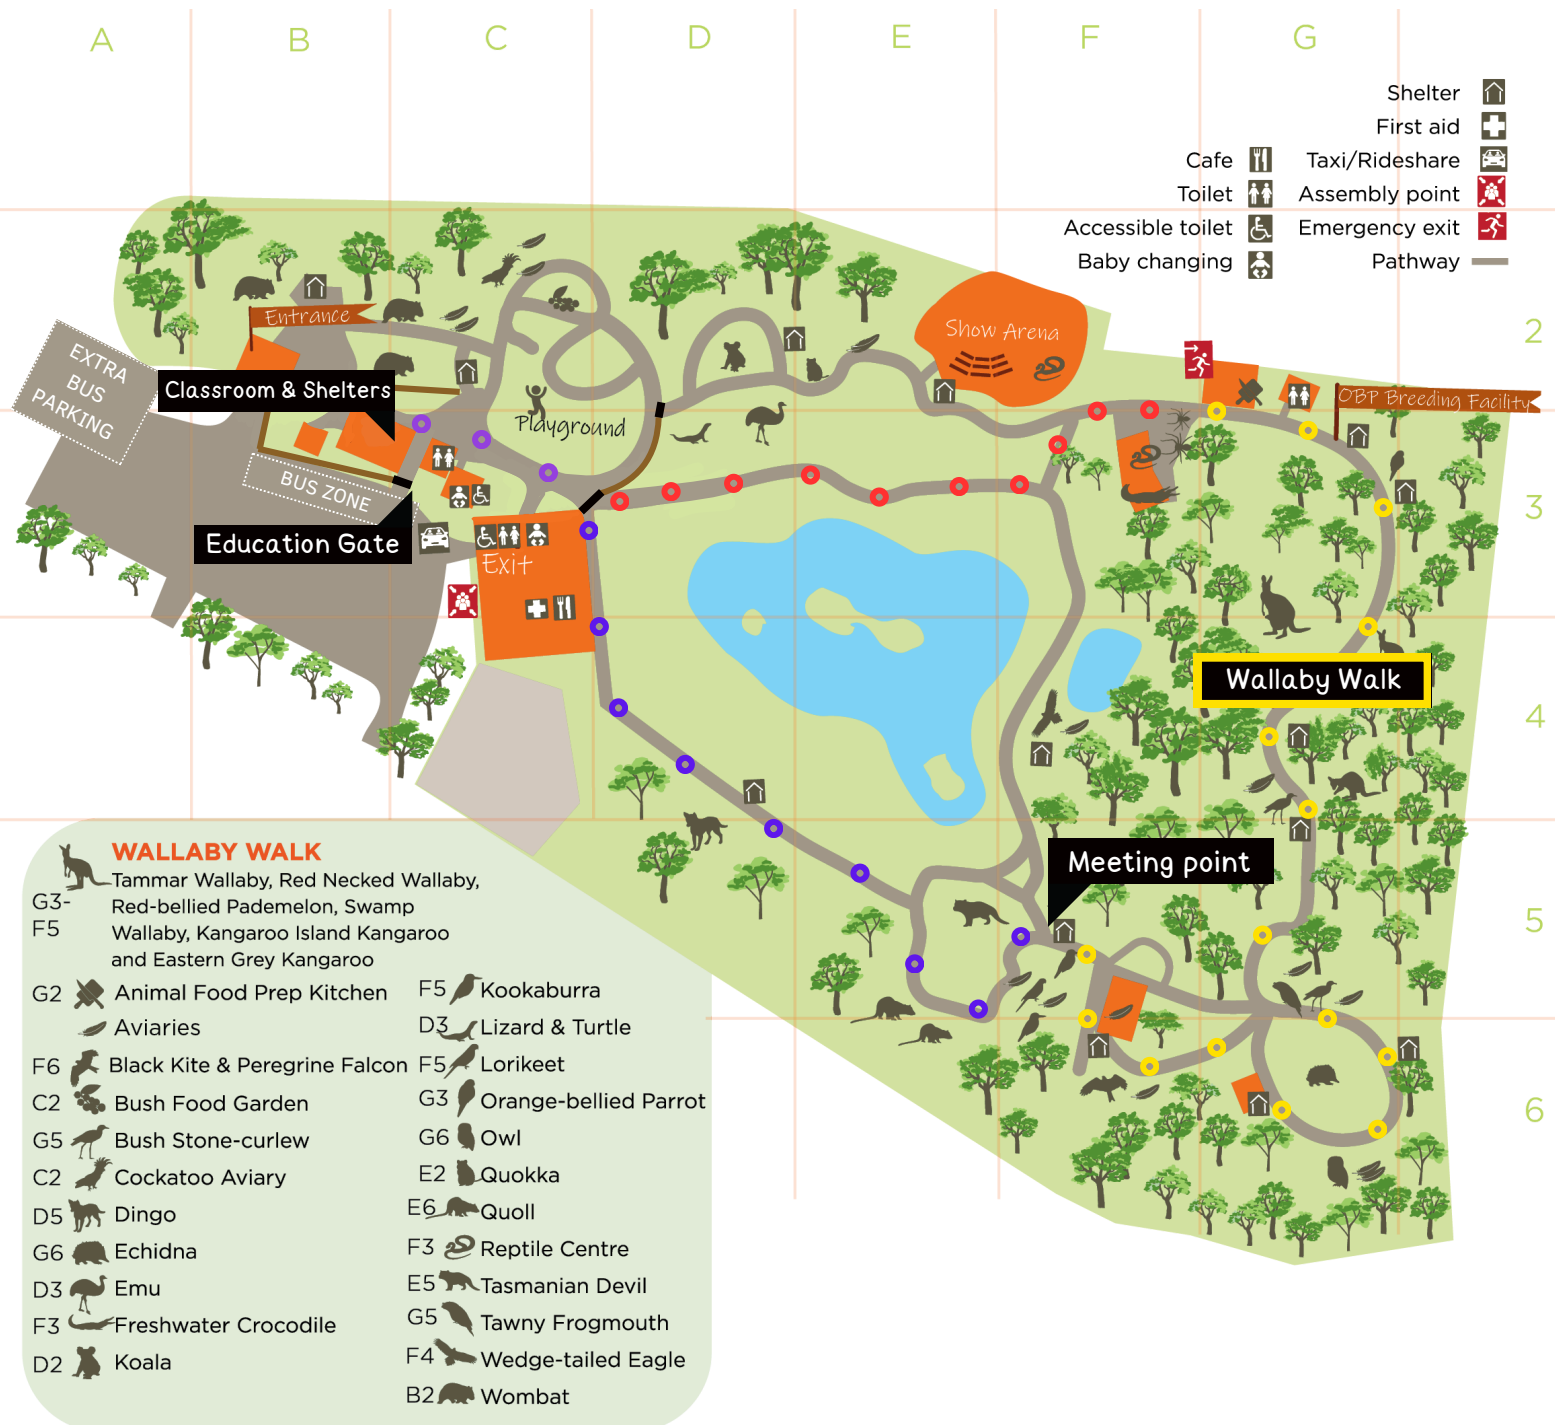 A B C D E F G
Shelter
First aid
Cafe Taxi/Rideshare
Toilet Assembly point
Accessible toilet Emergency exit
Baby changing Pathway
2
3
4
5
6
Entrance
Show Arena
EXTRA
BUS
PARKING
Classroom & Shelters
OBP Breeding Facility
Playground
BUS ZONE
Education Gate
Exit
Wallaby Walk
Meeting point
WALLABY WALK
G3-
F5
Tammar Wallaby, Red Necked Wallaby,
Red-bellied Pademelon, Swamp
Wallaby, Kangaroo Island Kangaroo
and Eastern Grey Kangaroo
G2 Animal Food Prep Kitchen
Aviaries
F6 Black Kite & Peregrine Falcon
C2 Bush Food Garden
G5 Bush Stone-curlew
C2 Cockatoo Aviary
D5 Dingo
G6 Echidna
D3 Emu
F3 Freshwater Crocodile
D2 Koala
F5 Kookaburra
D3 Lizard & Turtle
F5 Lorikeet
G3 Orange-bellied Parrot
G6 Owl
E2 Quokka
E6 Quoll
F3 Reptile Centre
E5 Tasmanian Devil
G5 Tawny Frogmouth
F4 Wedge-tailed Eagle
B2 Wombat